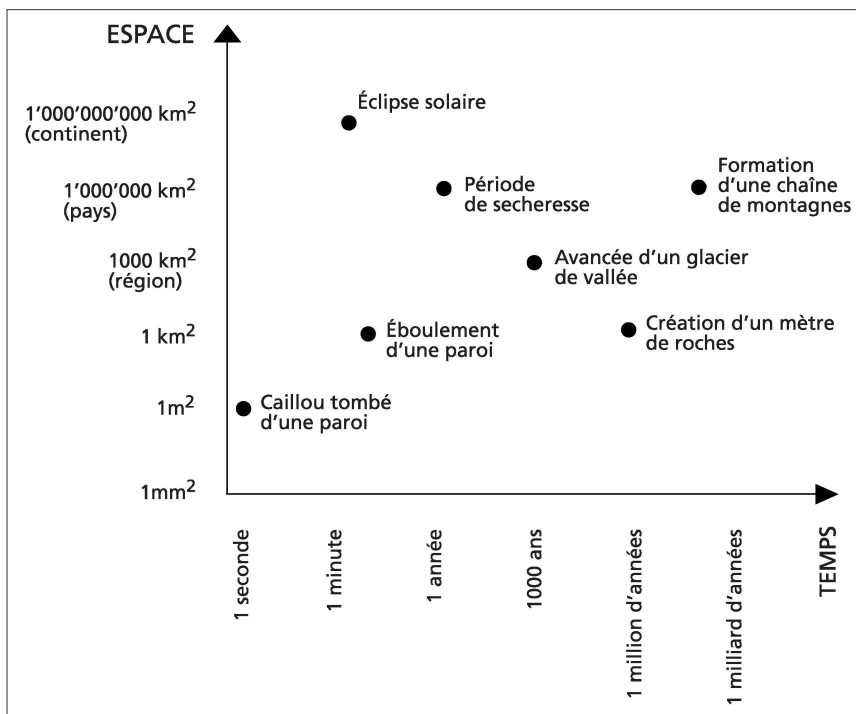 ESPACE
1'000'000'000 km²
(continent)
Éclipse solaire
1'000'000 km²
(pays)
Période
de secheresse
Formation
d'une chaîne
de montagnes
1000 km²
(région)
Avancée d'un glacier
de vallée
1 km²
Éboulement
d'une paroi
Création d'un mètre
de roches
1m²
Caillou tombé
d'une paroi
1mm²
1 seconde
1 minute
1 année
1000 ans
1 million d'années
1 milliard d'années
TEMPS